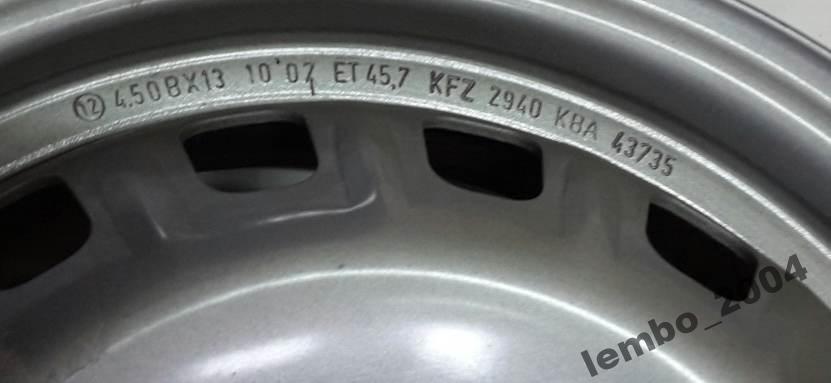 ⑫ 4.50BX13 10'07 ET45,7 KFZ 2940 KBA 43735
lembo_2004